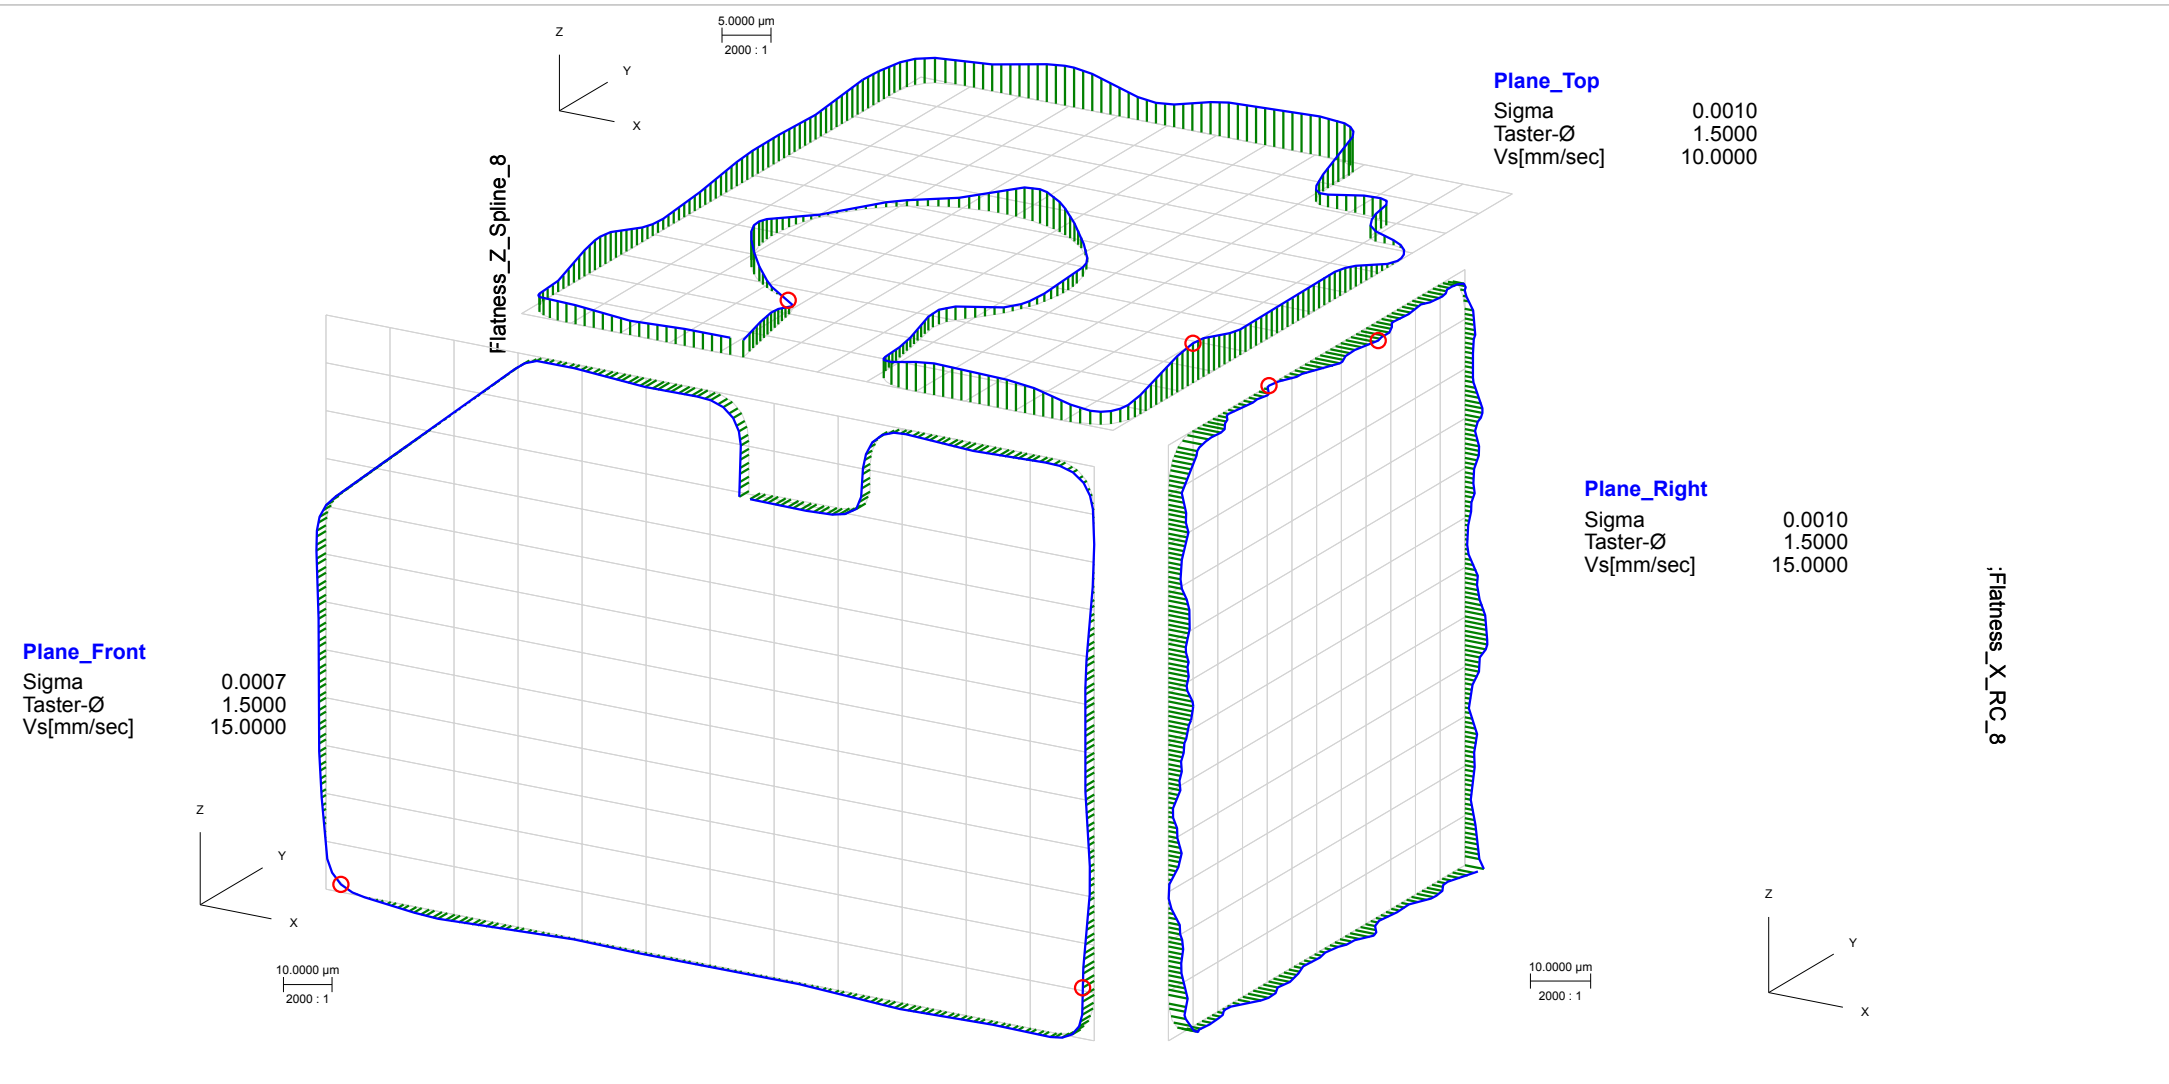 Z
Y
X
5.0000 µm
2000 : 1
Flatness_Z_Spline_8
Plane_Top
Sigma 0.0010
Taster-Ø 1.5000
Vs[mm/sec] 10.0000
Plane_Right
Sigma 0.0010
Taster-Ø 1.5000
Vs[mm/sec] 15.0000
;Flatness_X_RC_8
Plane_Front
Sigma 0.0007
Taster-Ø 1.5000
Vs[mm/sec] 15.0000
Z
Y
X
10.0000 µm
2000 : 1
10.0000 µm
2000 : 1
Z
Y
X